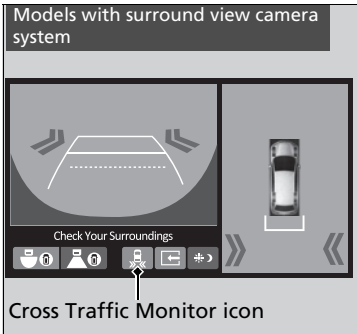 Models with surround view camera
system
Check Your Surroundings
Cross Traffic Monitor icon